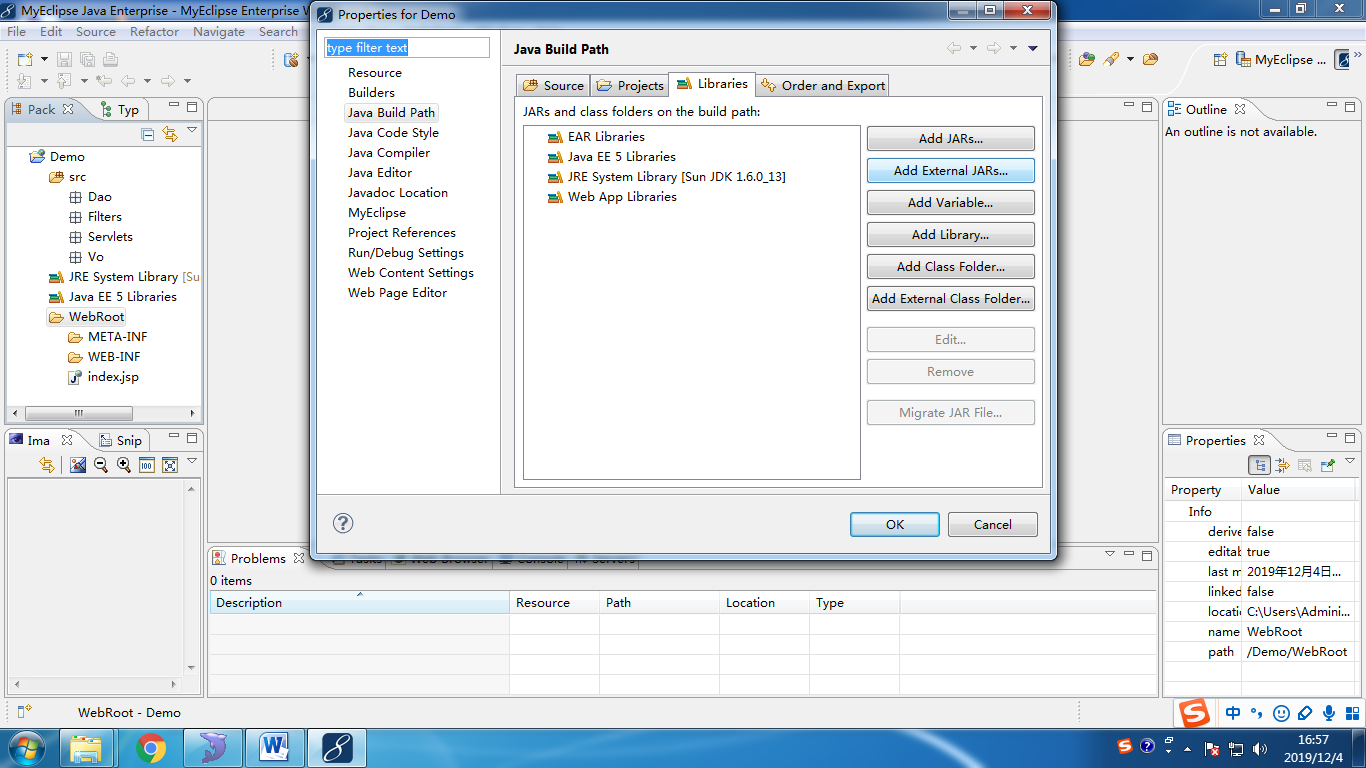 MyEclipse Java Enterprise - MyEclipse Enterprise W
File Edit Source Refactor Navigate Search
MyEclipse ...
Pack
Typ
Demo
src
Dao
Filters
Servlets
Vo
JRE System Library [Su
Java EE 5 Libraries
WebRoot
META-INF
WEB-INF
index.jsp
Ima
Snip
100
Properties for Demo
type filter text
Resource
Builders
Java Build Path
Java Code Style
Java Compiler
Java Editor
Javadoc Location
MyEclipse
Project References
Run/Debug Settings
Web Content Settings
Web Page Editor
Java Build Path
Source
Projects
Libraries
Order and Export
JARs and class folders on the build path:
EAR Libraries
Java EE 5 Libraries
JRE System Library [Sun JDK 1.6.0_13]
Web App Libraries
Add JARs...
Add External JARs...
Add Variable...
Add Library...
Add Class Folder...
Add External Class Folder...
Edit...
Remove
Migrate JAR File...
OK
Cancel
Outline
An outline is not available.
Problems
Tasks
Web Browser
Console
Servers
0 items
Description Resource Path Location Type
Properties
Property Value
Info
derive false
editab true
last m 2019年12月4日...
linked false
locatio C:\Users\Admini...
name WebRoot
path /Demo/WebRoot
WebRoot - Demo
中
16:57
2019/12/4